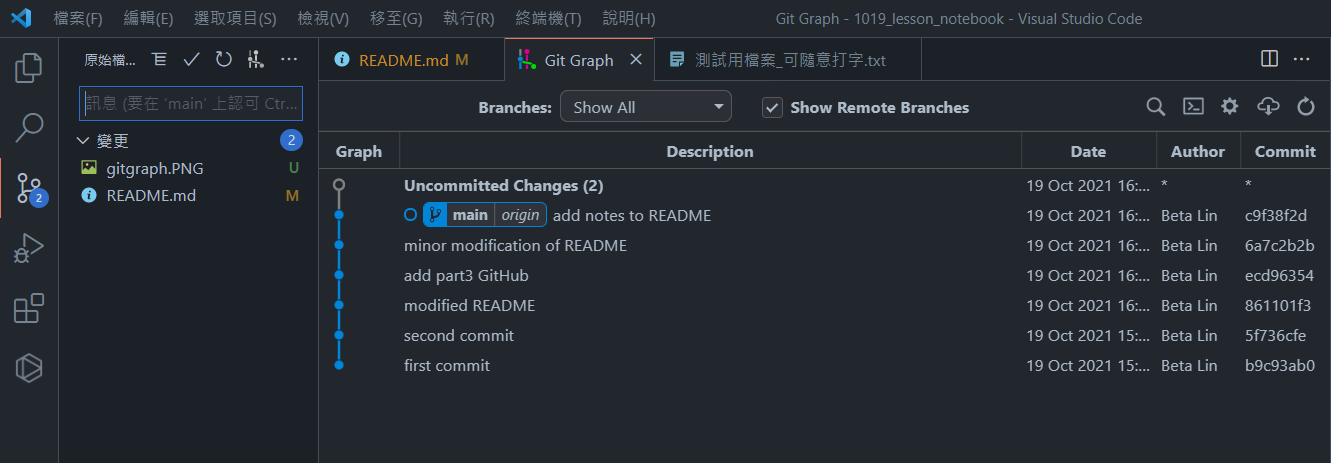 檔案(F) 編輯(E) 選取項目(S) 檢視(V) 移至(G) 執行(R) 終端機(T) 說明(H) Git Graph - 1019_lesson_notebook - Visual Studio Code
原始檔...
訊息 (要在 'main' 上認可 Ctr...
變更 2
gitgraph.PNG U
README.md M
2
README.md M Git Graph 測試用檔案_可隨意打字.txt
Branches: Show All Show Remote Branches
Graph Description Date Author Commit
Uncommitted Changes (2) 19 Oct 2021 16:... * *
main origin add notes to README 19 Oct 2021 16:... Beta Lin c9f38f2d
minor modification of README 19 Oct 2021 16:... Beta Lin 6a7c2b2b
add part3 GitHub 19 Oct 2021 16:... Beta Lin ecd96354
modified README 19 Oct 2021 16:... Beta Lin 861101f3
second commit 19 Oct 2021 15:... Beta Lin 5f736cfe
first commit 19 Oct 2021 15:... Beta Lin b9c93ab0